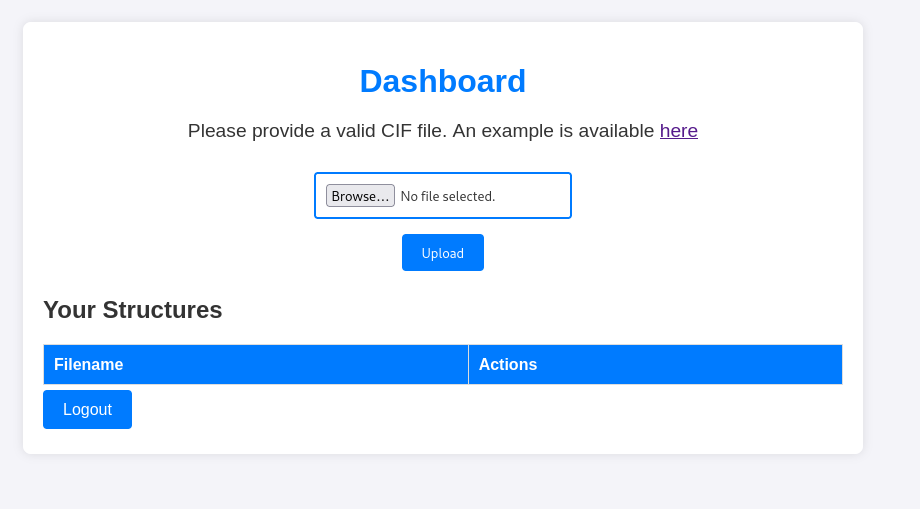 Dashboard
Please provide a valid CIF file. An example is available here
Browse... No file selected.
Upload
Your Structures
Filename Actions
Logout